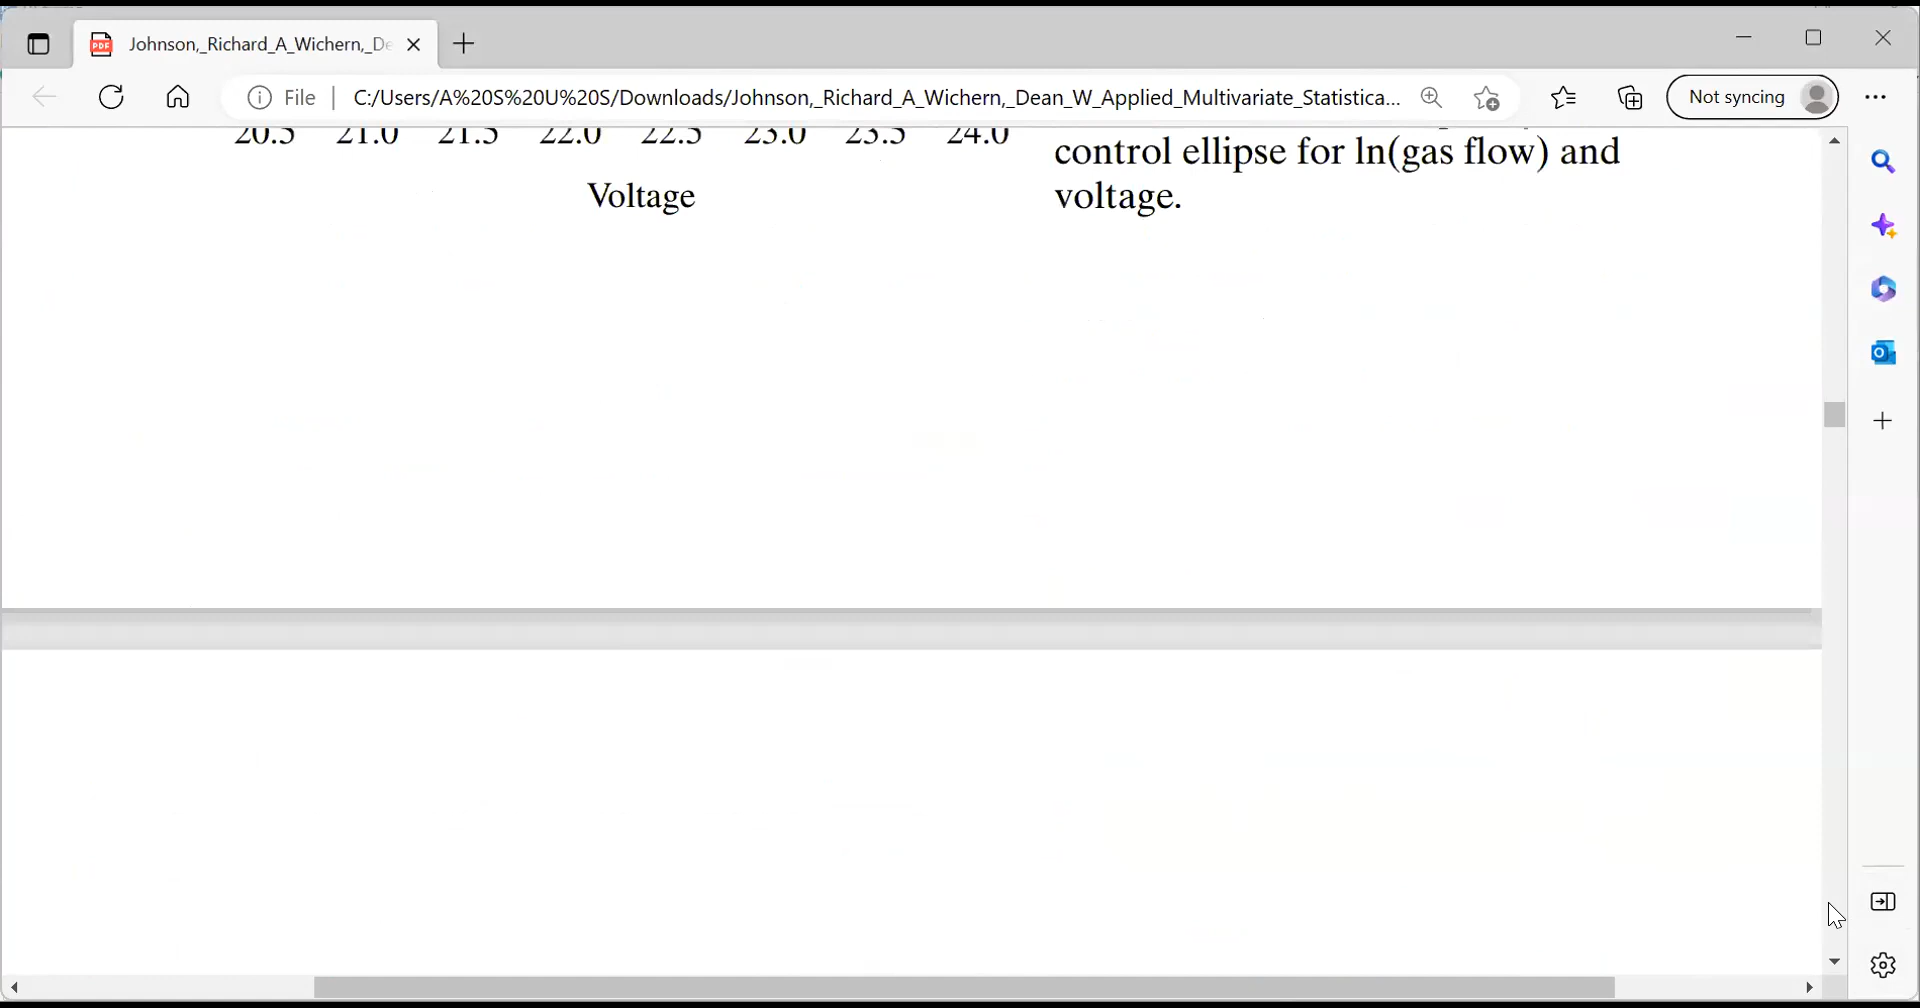 Johnson,_Richard_A_Wichern,_De
File
C:/Users/A%20S%20U%20S/Downloads/Johnson,_Richard_A_Wichern,_Dean_W_Applied_Multivariate_Statistica...
Not syncing
20.5 21.0 21.5 22.0 22.5 23.0 23.5 24.0
Voltage
control ellipse for ln(gas flow) and
voltage.